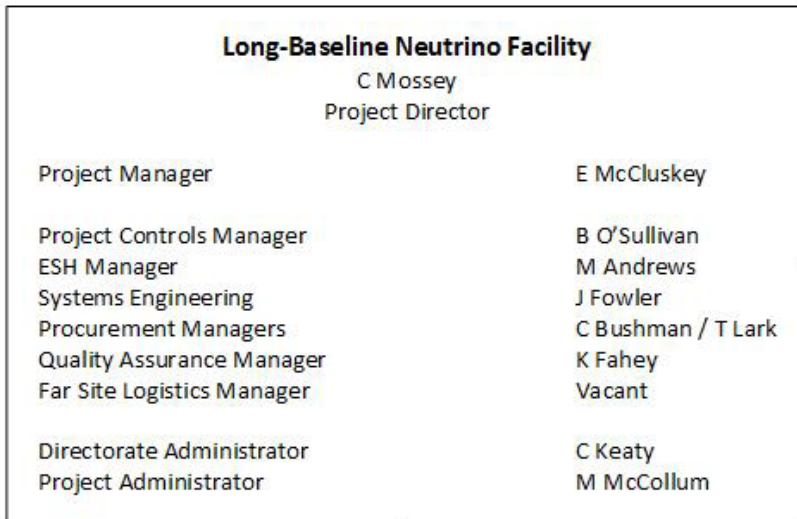 Long-Baseline Neutrino Facility
C Mossey
Project Director
Project Manager E McCluskey
Project Controls Manager B O'Sullivan
ESH Manager M Andrews
Systems Engineering J Fowler
Procurement Managers C Bushman / T Lark
Quality Assurance Manager K Fahey
Far Site Logistics Manager Vacant
Directorate Administrator C Keaty
Project Administrator M McCollum